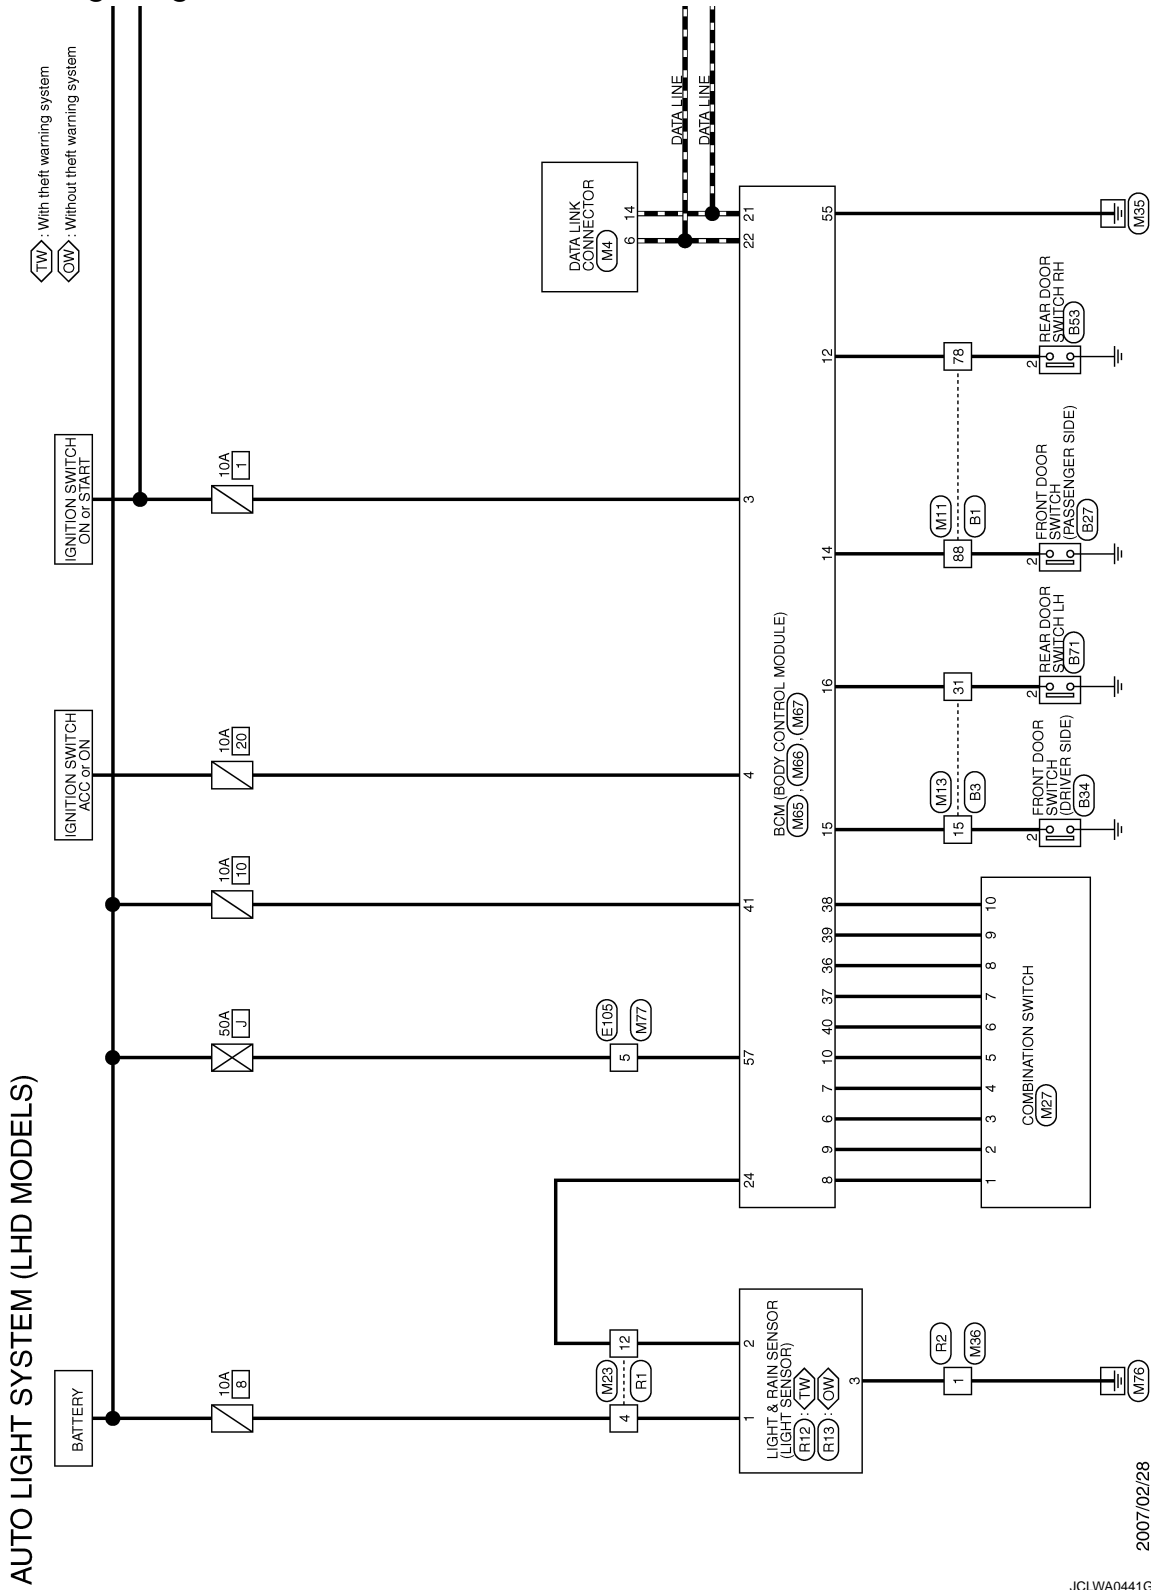 AUTO LIGHT SYSTEM (LHD MODELS)
TW : With theft warning system
OW : Without theft warning system
BATTERY
IGNITION SWITCH
ACC or ON
IGNITION SWITCH
ON or START
10A
8
50A
J
10A
10
10A
20
10A
1
M23
R1
4
12
E105
M77
5
DATA LINK
CONNECTOR
M4
6
14
DATA LINE
DATA LINE
1
2
LIGHT & RAIN SENSOR
(LIGHT SENSOR)
R12 : TW
R13 : OW
3
24
57
41
4
3
22
21
BCM (BODY CONTROL MODULE)
M65 , M66 , M67
8
9
6
7
10
40
37
36
39
38
15
16
14
12
55
R2
M36
1
M76
1
2
3
4
5
6
7
8
9
10
COMBINATION SWITCH
M27
M13
B3
15
31
M11
B1
88
78
2
FRONT DOOR
SWITCH
(DRIVER SIDE)
B34
2
REAR DOOR
SWITCH LH
B71
2
FRONT DOOR
SWITCH
(PASSENGER SIDE)
B27
2
REAR DOOR
SWITCH RH
B53
M35
2007/02/28
JCLWA0441G